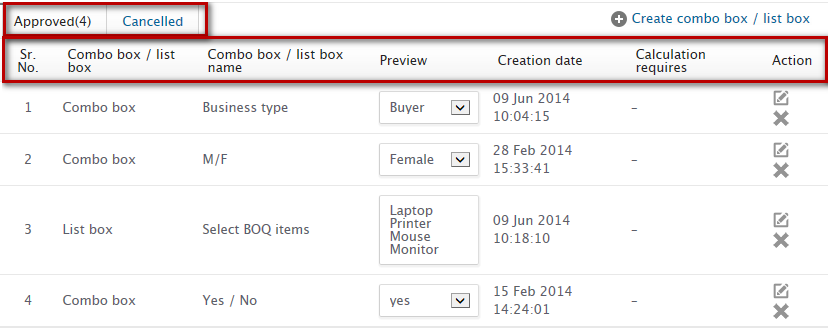 Approved(4) Cancelled Create combo box / list box
Sr. No. Combo box / list box Combo box / list box name Preview Creation date Calculation requires Action
1 Combo box Business type Buyer 09 Jun 2014 10:04:15 –
2 Combo box M/F Female 28 Feb 2014 15:33:41 –
3 List box Select BOQ items Laptop Printer Mouse Monitor 09 Jun 2014 10:18:10 –
4 Combo box Yes / No yes 15 Feb 2014 14:24:01 –